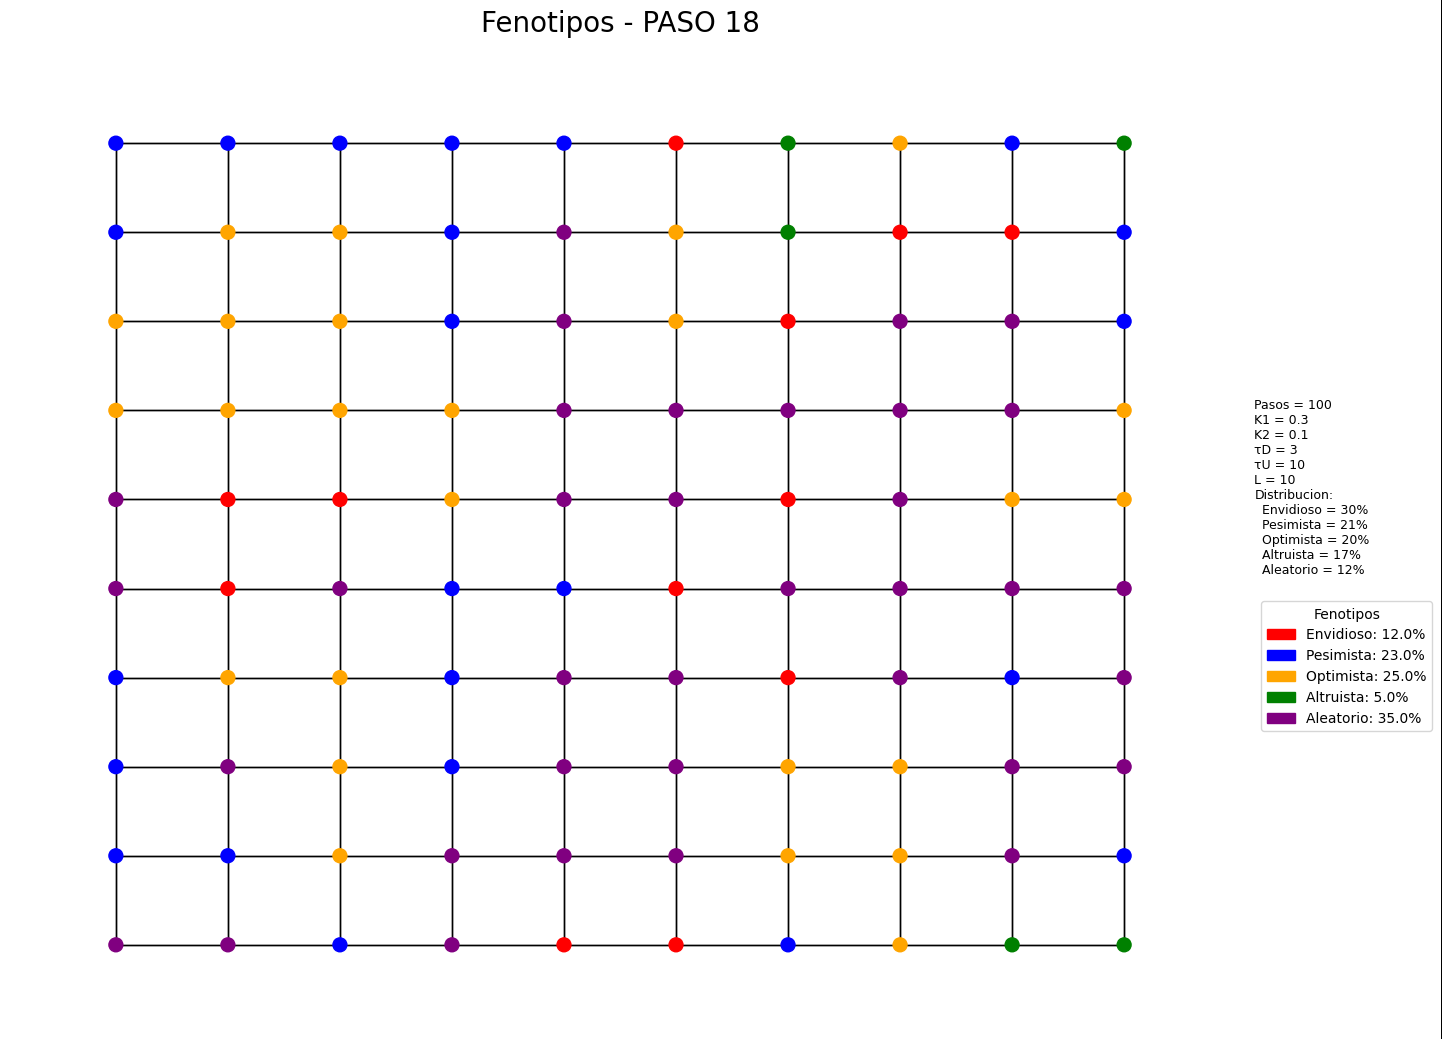 Fenotipos - PASO 18
Pasos = 100
K1 = 0.3
K2 = 0.1
τD = 3
τU = 10
L = 10
Distribucion:
Envidioso = 30%
Pesimista = 21%
Optimista = 20%
Altruista = 17%
Aleatorio = 12%
Fenotipos
Envidioso: 12.0%
Pesimista: 23.0%
Optimista: 25.0%
Altruista: 5.0%
Aleatorio: 35.0%